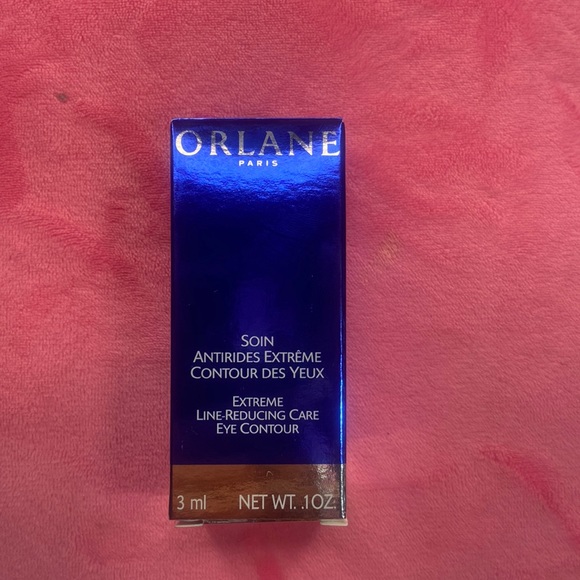 ORLANE
PARIS
SOIN
ANTIRIDES EXTRÊME
CONTOUR DES YEUX
EXTREME
LINE-REDUCING CARE
EYE CONTOUR
3 ml NET WT. .1OZ.